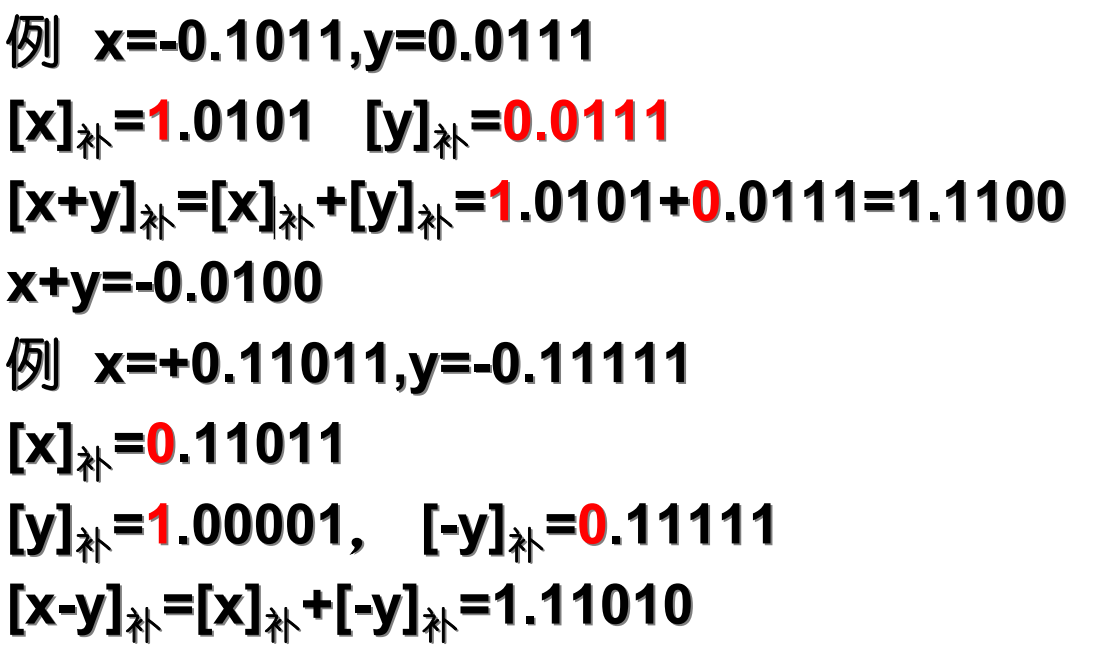 例 x=-0.1011,y=0.0111
[x]补=1.0101 [y]补=0.0111
[x+y]补=[x]补+[y]补=1.0101+0.0111=1.1100
x+y=-0.0100
例 x=+0.11011,y=-0.11111
[x]补=0.11011
[y]补=1.00001， [-y]补=0.11111
[x-y]补=[x]补+[-y]补=1.11010